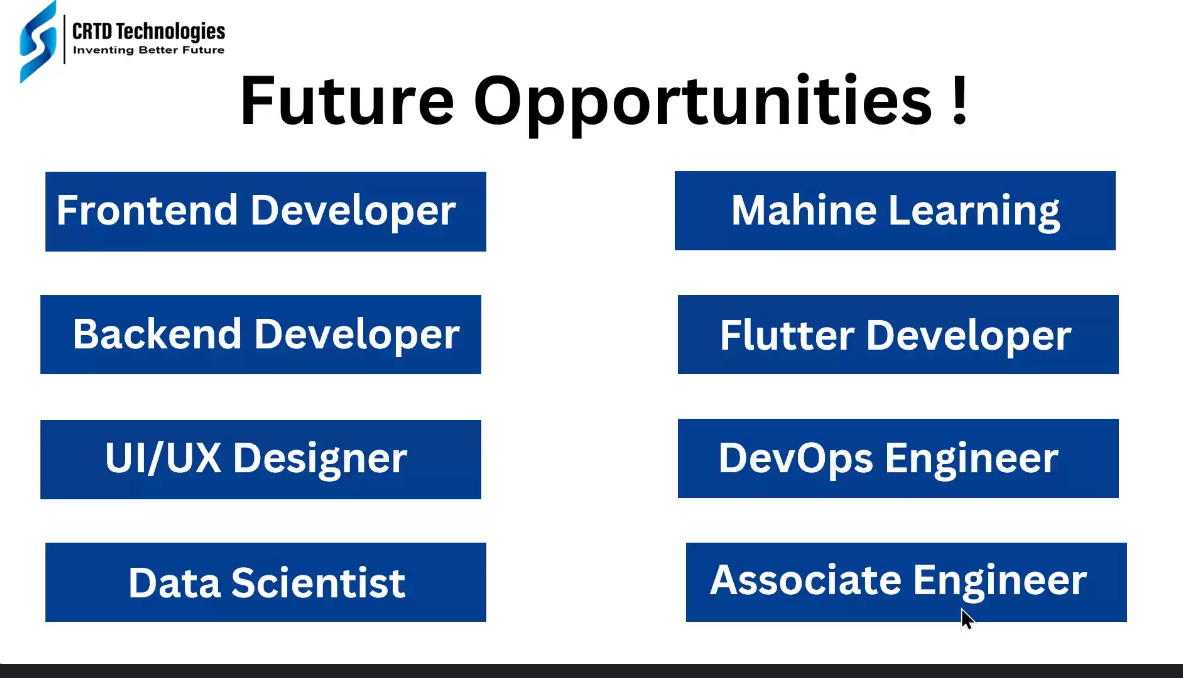 CRTD Technologies
Inventing Better Future
Future Opportunities !
Frontend Developer
Mahine Learning
Backend Developer
Flutter Developer
UI/UX Designer
DevOps Engineer
Data Scientist
Associate Engineer